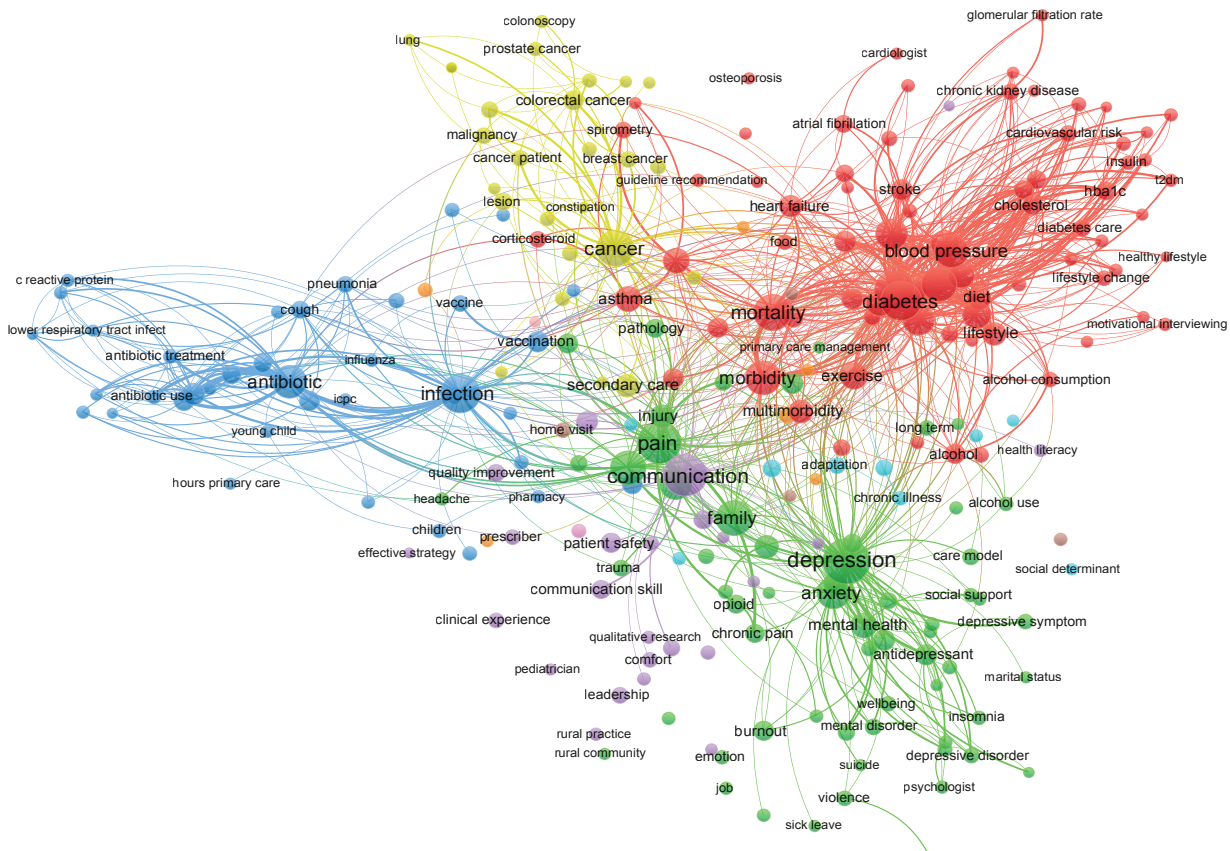 colonoscopy
glomerular filtration rate
lung
prostate cancer
cardiologist
osteoporosis
chronic kidney disease
colorectal cancer
atrial fibrillation
cardiovascular risk
spirometry
malignancy
cancer patient
breast cancer
insulin
guideline recommendation
t2dm
stroke
hba1c
lesion
constipation
heart failure
cholesterol
diabetes care
corticosteroid
food
cancer
blood pressure
healthy lifestyle
c reactive protein
pneumonia
lifestyle change
asthma
diabetes
diet
vaccine
cough
mortality
lower respiratory tract infect
pathology
motivational interviewing
vaccination
lifestyle
primary care management
antibiotic treatment
influenza
antibiotic
secondary care
morbidity
exercise
alcohol consumption
antibiotic use
infection
icpc
multimorbidity
injury
young child
home visit
long term
pain
health literacy
alcohol
adaptation
quality improvement
communication
hours primary care
headache
pharmacy
chronic illness
alcohol use
family
children
prescriber
patient safety
effective strategy
depression
care model
trauma
social determinant
communication skill
anxiety
social support
opioid
clinical experience
mental health
depressive symptom
chronic pain
qualitative research
comfort
antidepressant
pediatrician
marital status
leadership
wellbeing
insomnia
rural practice
burnout
mental disorder
rural community
emotion
depressive disorder
suicide
job
psychologist
violence
sick leave